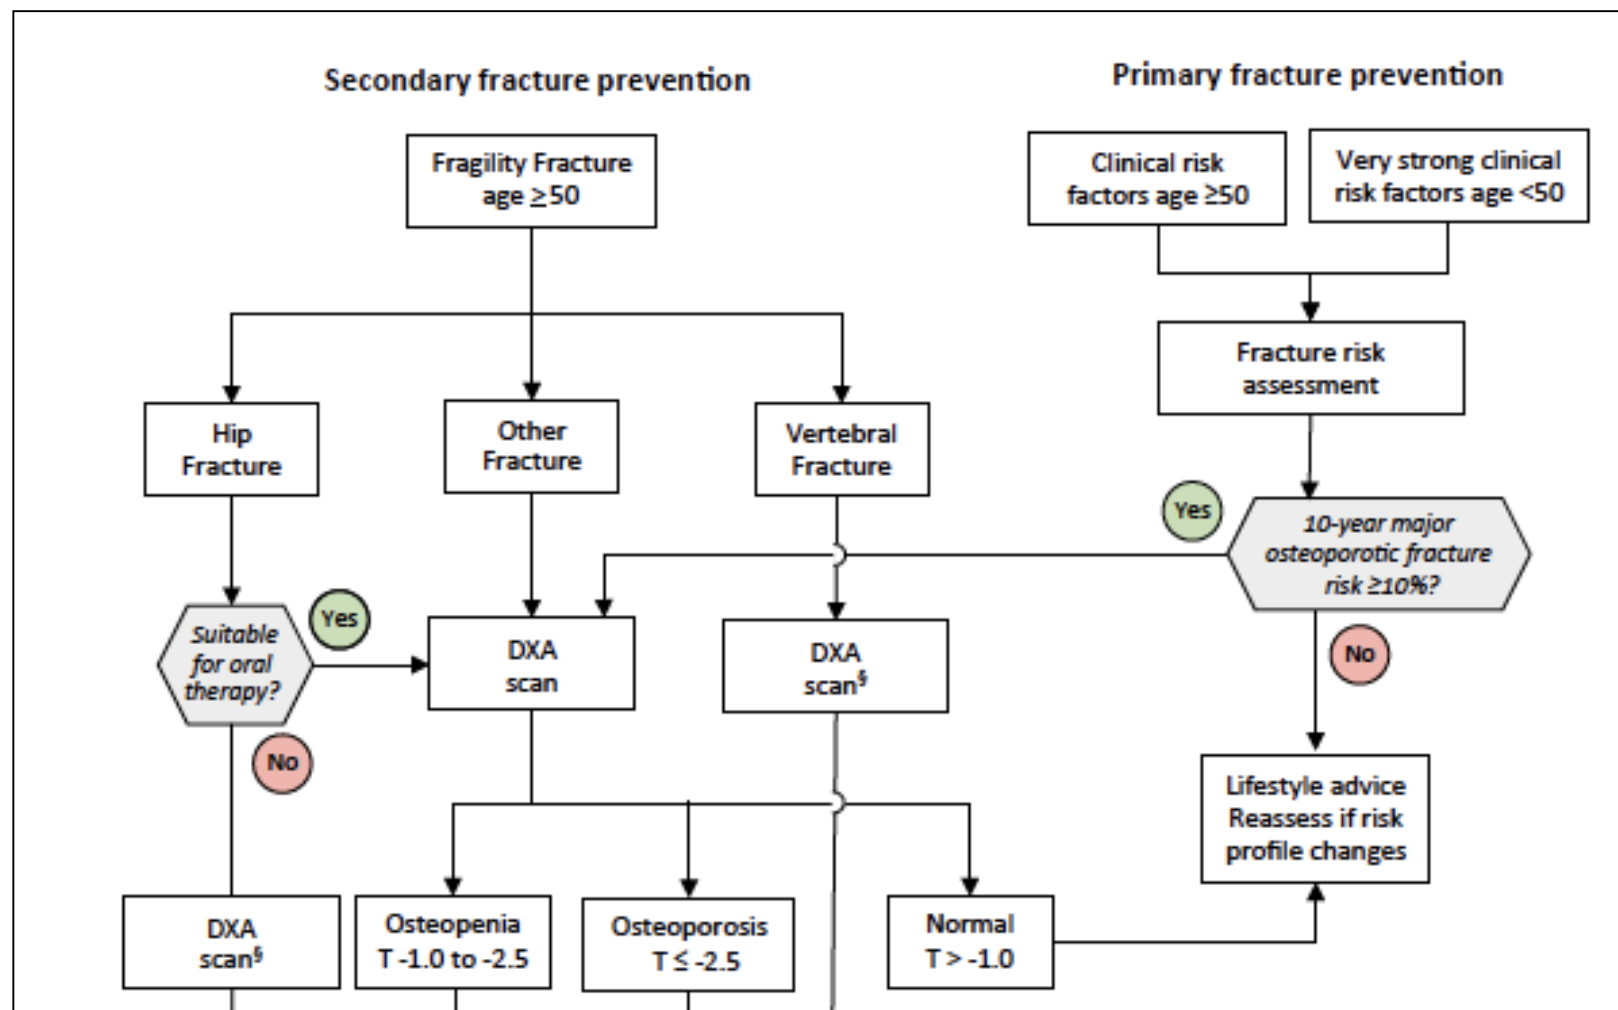 Secondary fracture prevention
Primary fracture prevention
Fragility Fracture
age ≥50
Clinical risk
factors age ≥50
Very strong clinical
risk factors age <50
Fracture risk
assessment
Hip
Fracture
Other
Fracture
Vertebral
Fracture
Yes
10-year major
osteoporotic fracture
risk ≥10%?
Suitable
for oral
therapy?
Yes
DXA
scan
DXA
scan§
No
No
Lifestyle advice
Reassess if risk
profile changes
DXA
scan§
Osteopenia
T -1.0 to -2.5
Osteoporosis
T ≤ -2.5
Normal
T > -1.0